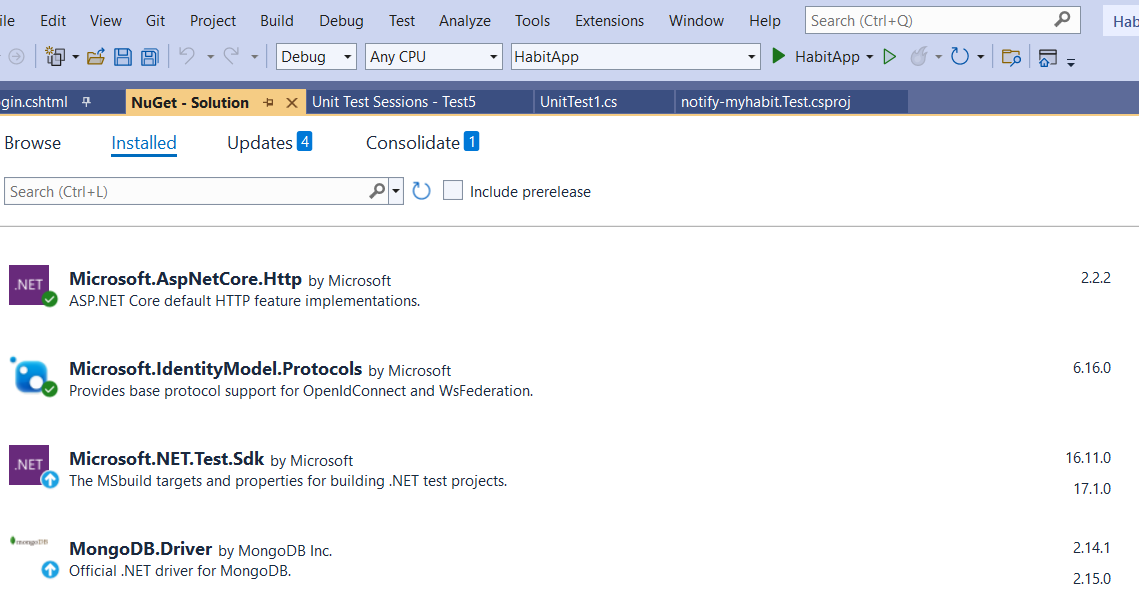 ile Edit View Git Project Build Debug Test Analyze Tools Extensions Window Help Search (Ctrl+Q) Hab
Debug Any CPU HabitApp HabitApp
gin.cshtml NuGet - Solution Unit Test Sessions - Test5 UnitTest1.cs notify-myhabit.Test.csproj
Browse Installed Updates 4 Consolidate 1
Search (Ctrl+L) Include prerelease
.NET Microsoft.AspNetCore.Http by Microsoft 2.2.2
ASP.NET Core default HTTP feature implementations.
Microsoft.IdentityModel.Protocols by Microsoft 6.16.0
Provides base protocol support for OpenIdConnect and WsFederation.
.NET Microsoft.NET.Test.Sdk by Microsoft 16.11.0
The MSbuild targets and properties for building .NET test projects. 17.1.0
mongoDB MongoDB.Driver by MongoDB Inc. 2.14.1
Official .NET driver for MongoDB. 2.15.0